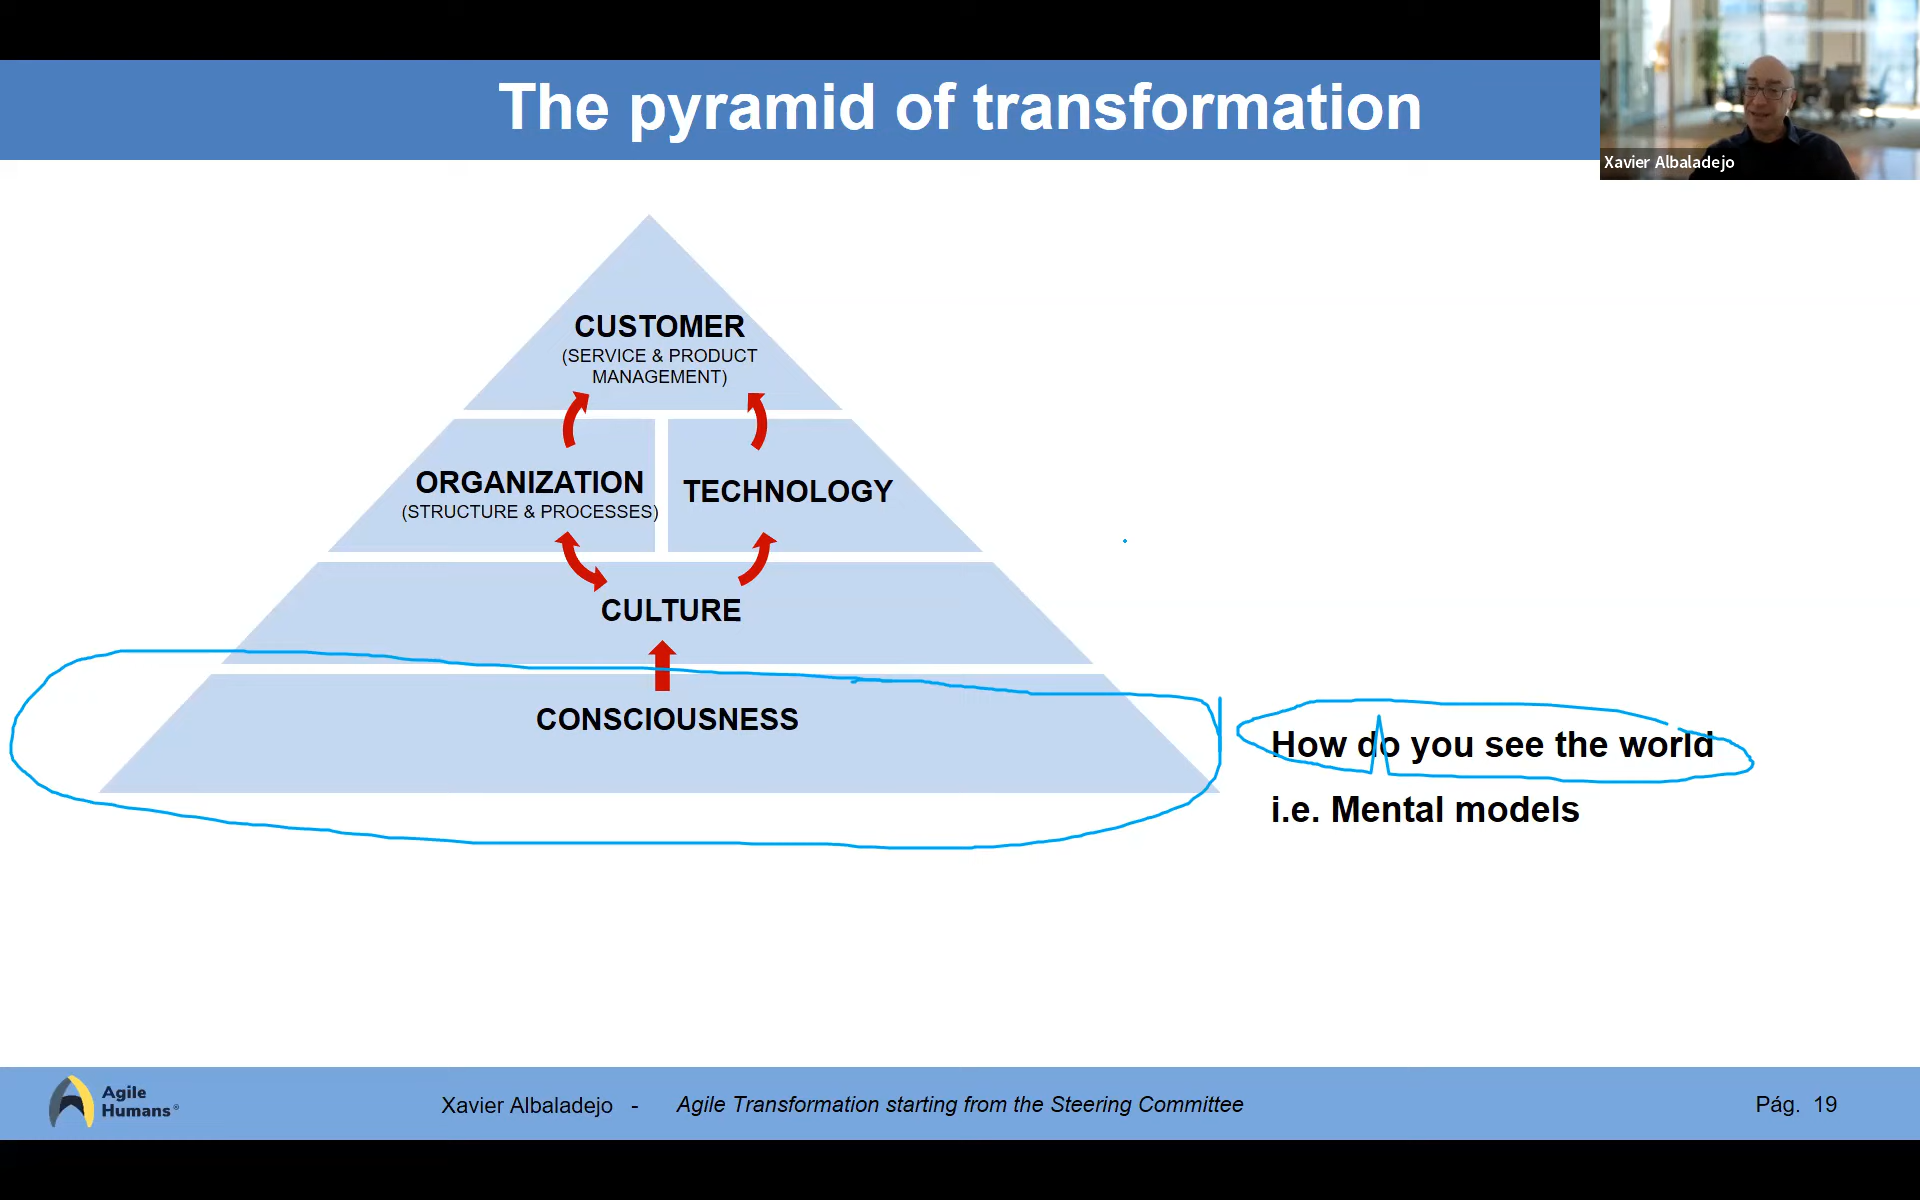 The pyramid of transformation
Xavier Albaladejo
CUSTOMER
(SERVICE & PRODUCT
MANAGEMENT)
ORGANIZATION
(STRUCTURE & PROCESSES)
TECHNOLOGY
CULTURE
CONSCIOUSNESS
How do you see the world
i.e. Mental models
Agile
Humans®
Xavier Albaladejo - Agile Transformation starting from the Steering Committee
Pág. 19